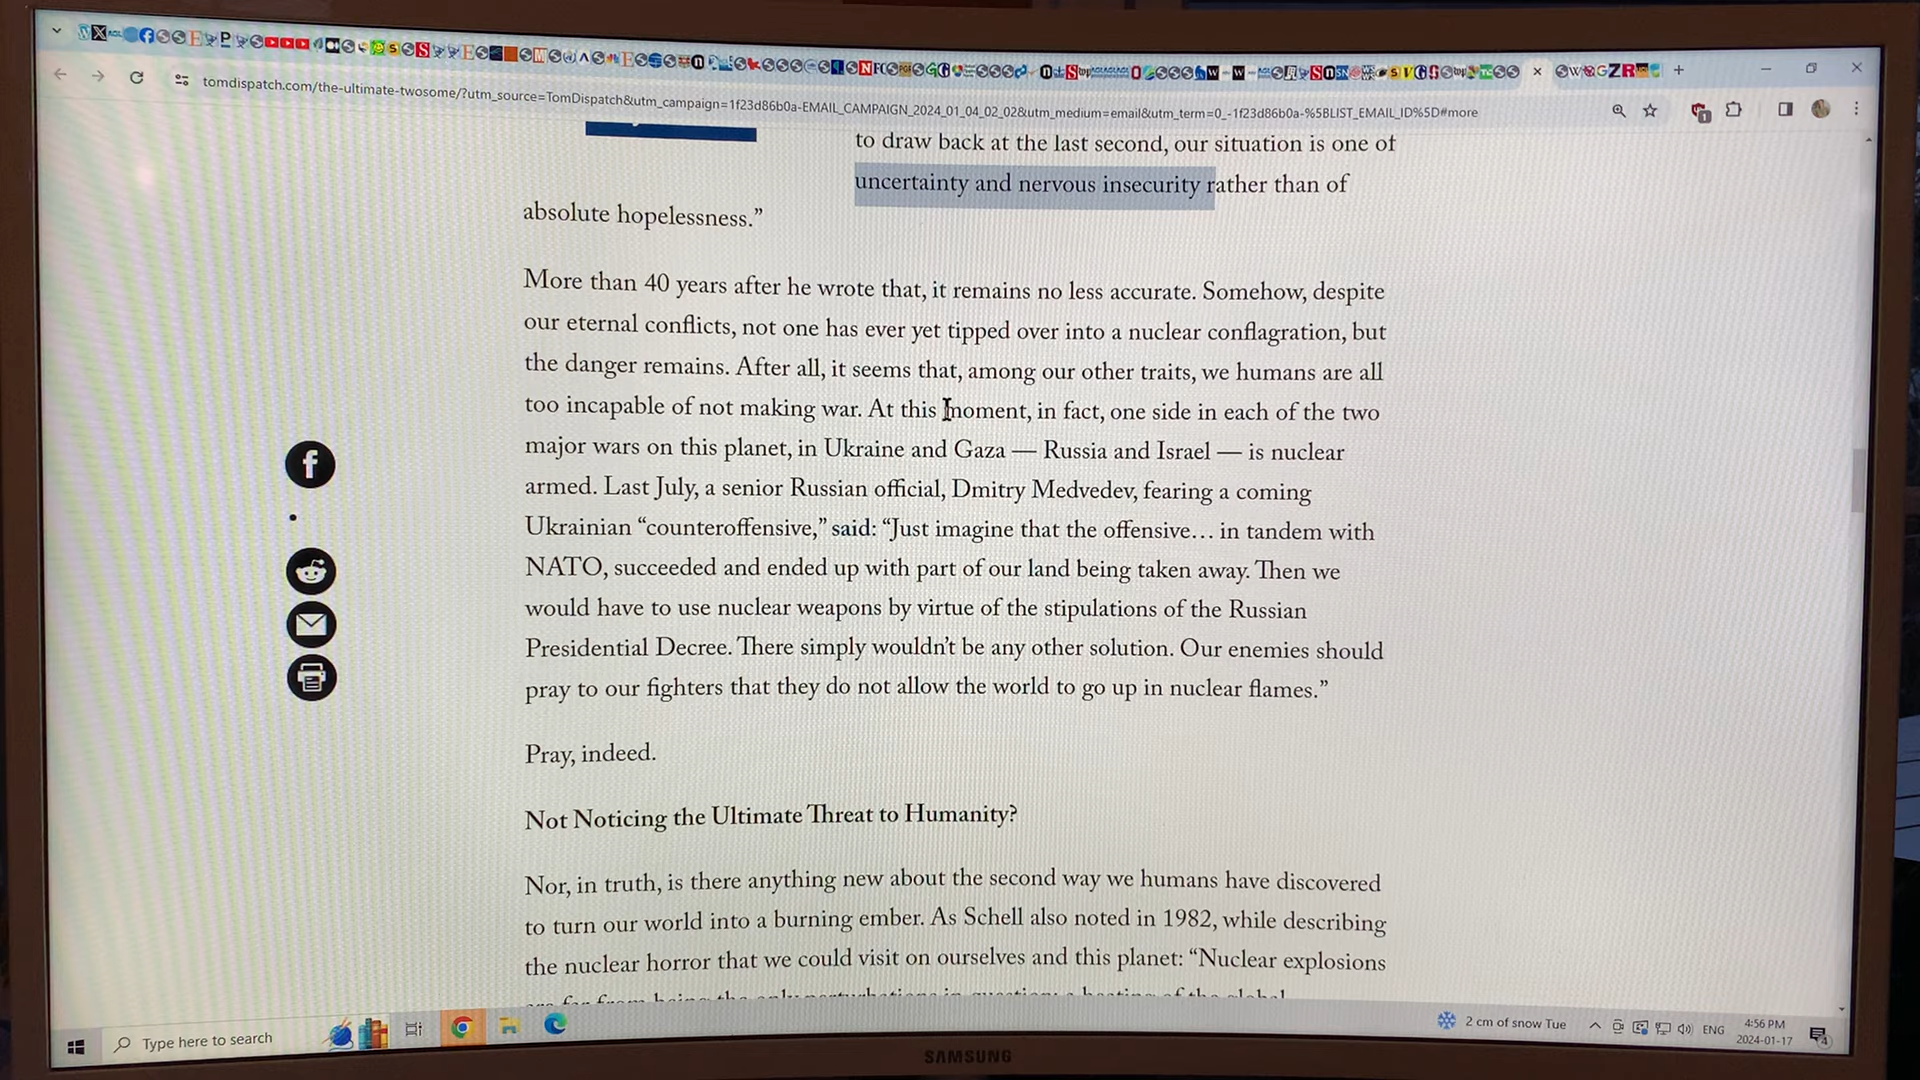 tomdispatch.com/the-ultimate-twosome/?utm_source=TomDispatch&utm_campaign=1f23d86b0a-EMAIL_CAMPAIGN_2024_01_04_02_02&utm_medium=email&utm_term=0_-1f23d86b0a-%5BLIST_EMAIL_ID%5D#more
to draw back at the last second, our situation is one of
uncertainty and nervous insecurity rather than of
absolute hopelessness.”
More than 40 years after he wrote that, it remains no less accurate. Somehow, despite
our eternal conflicts, not one has ever yet tipped over into a nuclear conflagration, but
the danger remains. After all, it seems that, among our other traits, we humans are all
too incapable of not making war. At this moment, in fact, one side in each of the two
major wars on this planet, in Ukraine and Gaza — Russia and Israel — is nuclear
armed. Last July, a senior Russian official, Dmitry Medvedev, fearing a coming
Ukrainian “counteroffensive,” said: “Just imagine that the offensive… in tandem with
NATO, succeeded and ended up with part of our land being taken away. Then we
would have to use nuclear weapons by virtue of the stipulations of the Russian
Presidential Decree. There simply wouldn’t be any other solution. Our enemies should
pray to our fighters that they do not allow the world to go up in nuclear flames.”
Pray, indeed.
Not Noticing the Ultimate Threat to Humanity?
Nor, in truth, is there anything new about the second way we humans have discovered
to turn our world into a burning ember. As Schell also noted in 1982, while describing
the nuclear horror that we could visit on ourselves and this planet: “Nuclear explosions
Type here to search
2 cm of snow Tue
ENG
4:56 PM
2024-01-17
SAMSUNG